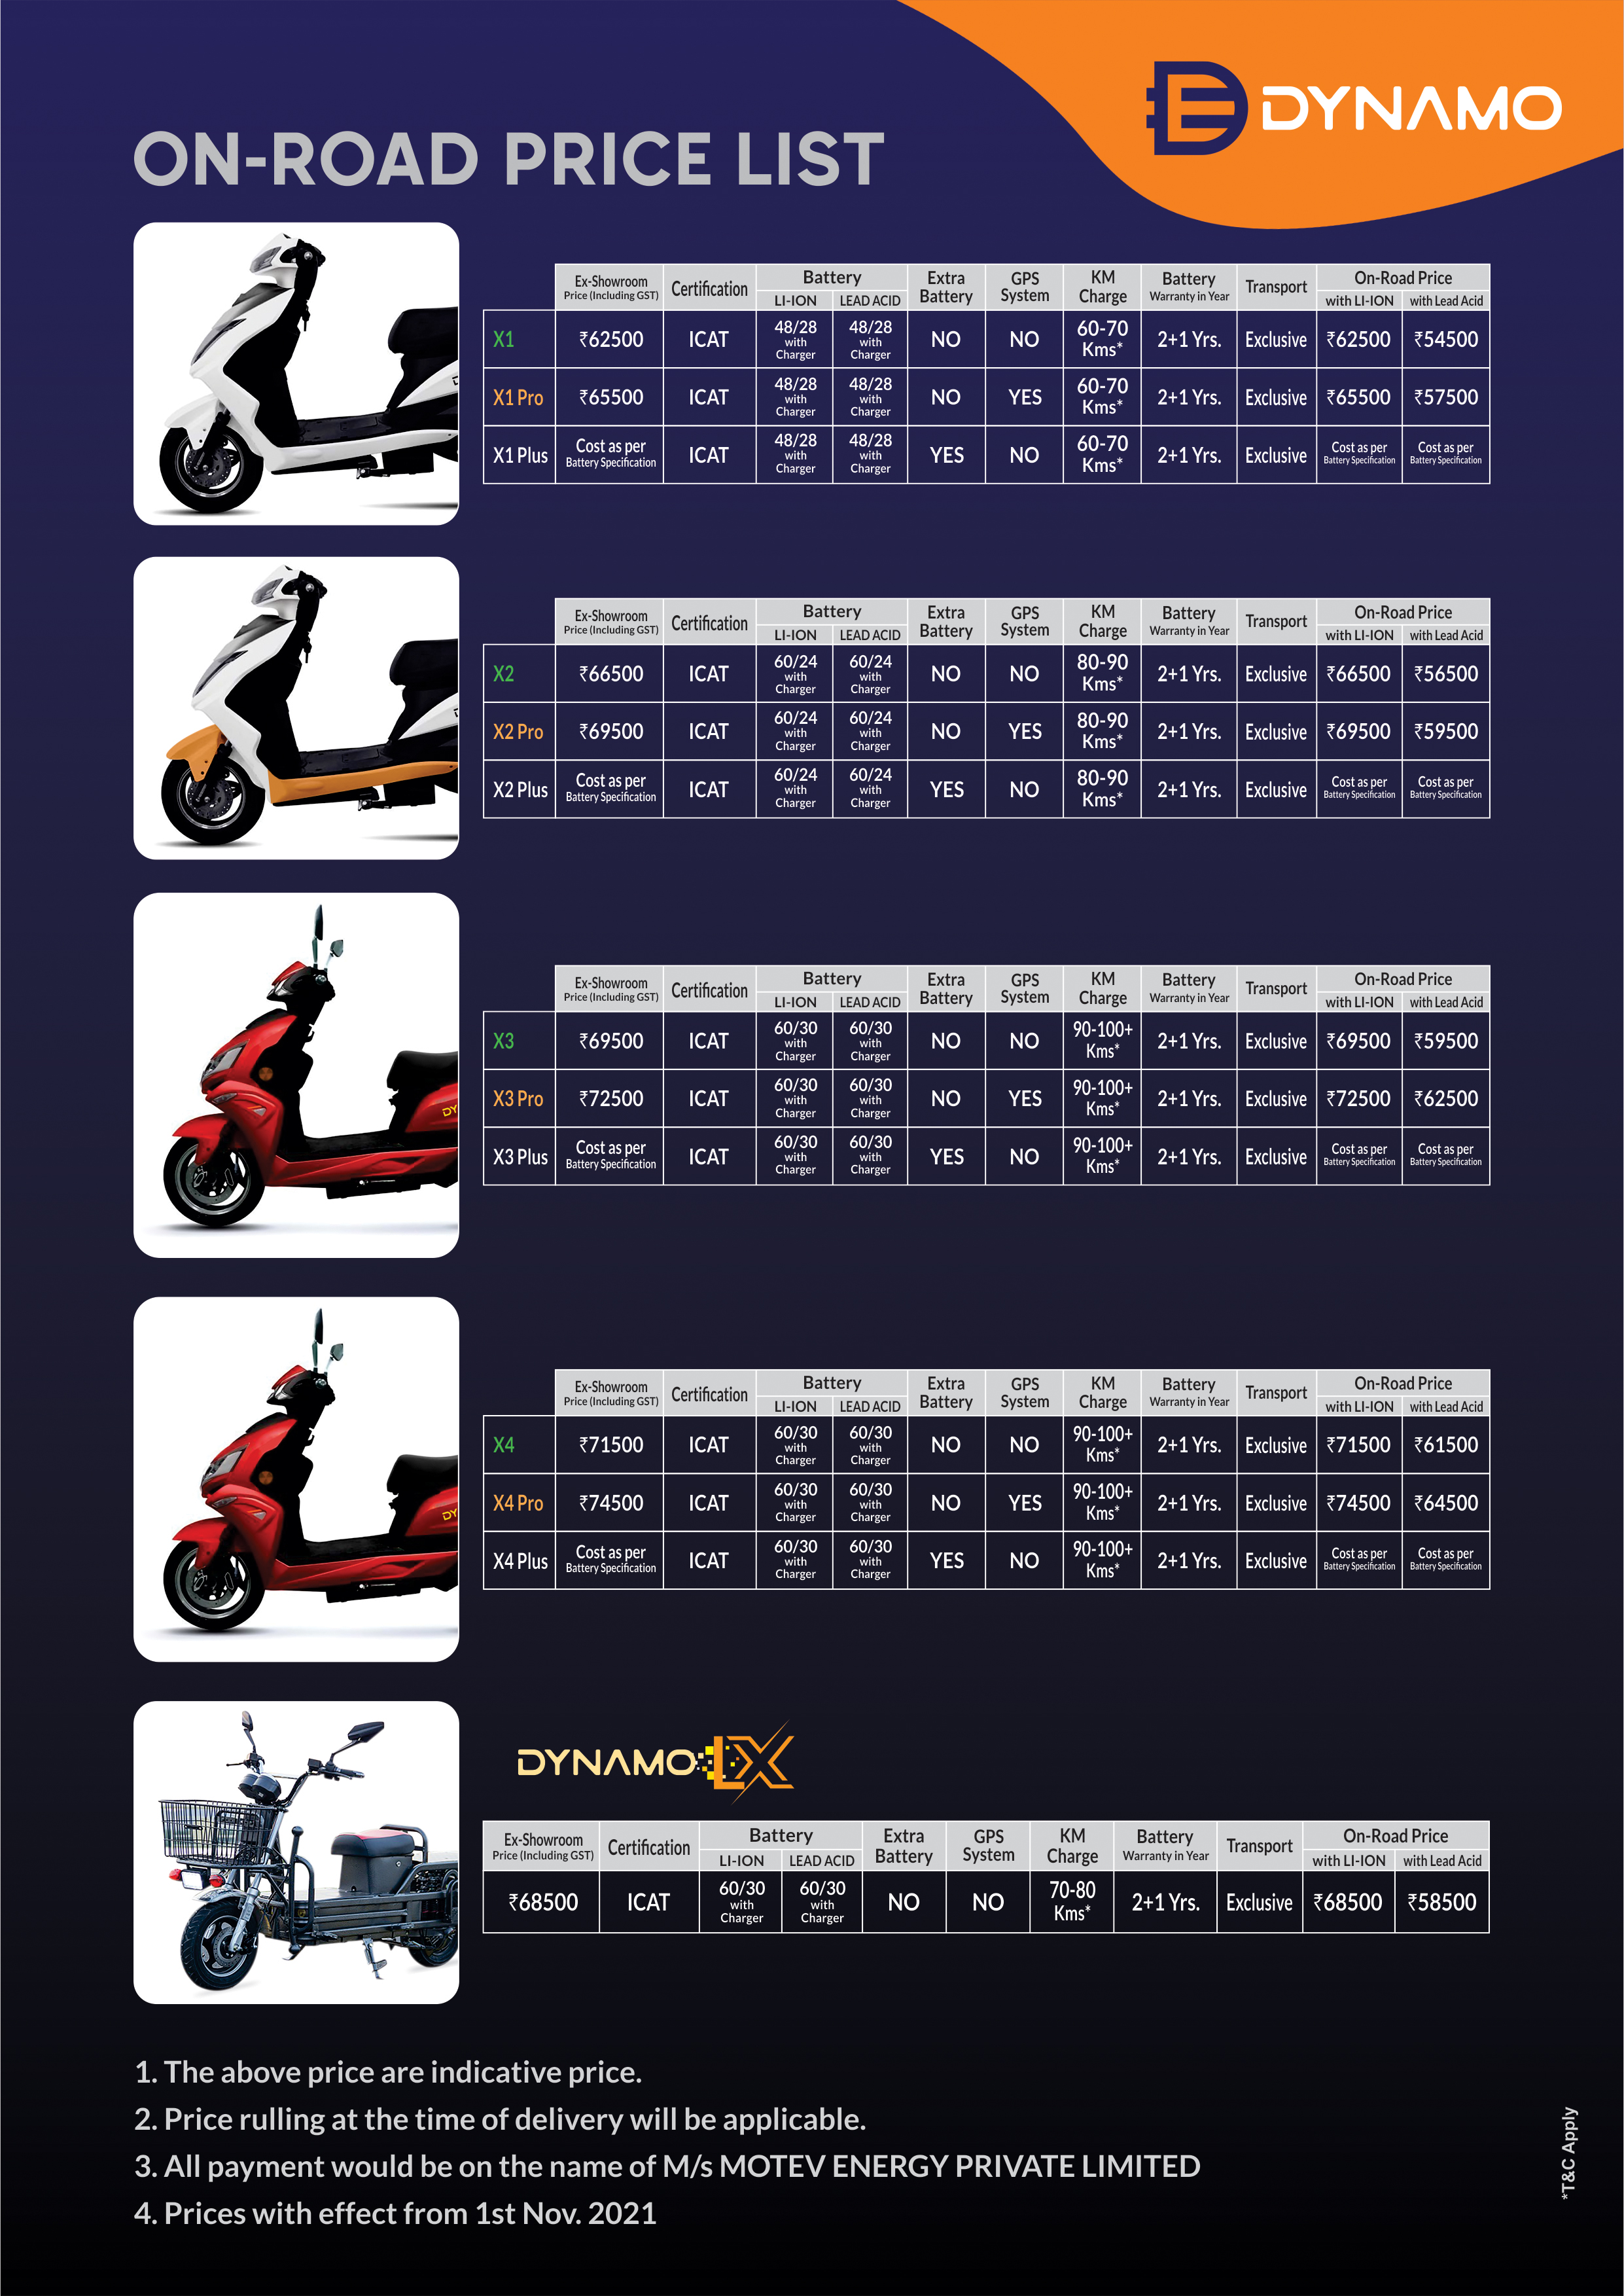 DYNAMO
ON-ROAD PRICE LIST
Ex-Showroom Price (Including GST) Certification Battery LI-ION LEAD ACID Extra Battery GPS System KM Charge Battery Warranty in Year Transport On-Road Price with LI-ION with Lead Acid
X1 ₹62500 ICAT 48/28 with Charger 48/28 with Charger NO NO 60-70 Kms* 2+1 Yrs. Exclusive ₹62500 ₹54500
X1 Pro ₹65500 ICAT 48/28 with Charger 48/28 with Charger NO YES 60-70 Kms* 2+1 Yrs. Exclusive ₹65500 ₹57500
X1 Plus Cost as per Battery Specification ICAT 48/28 with Charger 48/28 with Charger YES NO 60-70 Kms* 2+1 Yrs. Exclusive Cost as per Battery Specification Cost as per Battery Specification
Ex-Showroom Price (Including GST) Certification Battery LI-ION LEAD ACID Extra Battery GPS System KM Charge Battery Warranty in Year Transport On-Road Price with LI-ION with Lead Acid
X2 ₹66500 ICAT 60/24 with Charger 60/24 with Charger NO NO 80-90 Kms* 2+1 Yrs. Exclusive ₹66500 ₹56500
X2 Pro ₹69500 ICAT 60/24 with Charger 60/24 with Charger NO YES 80-90 Kms* 2+1 Yrs. Exclusive ₹69500 ₹59500
X2 Plus Cost as per Battery Specification ICAT 60/24 with Charger 60/24 with Charger YES NO 80-90 Kms* 2+1 Yrs. Exclusive Cost as per Battery Specification Cost as per Battery Specification
Ex-Showroom Price (Including GST) Certification Battery LI-ION LEAD ACID Extra Battery GPS System KM Charge Battery Warranty in Year Transport On-Road Price with LI-ION with Lead Acid
X3 ₹69500 ICAT 60/30 with Charger 60/30 with Charger NO NO 90-100+ Kms* 2+1 Yrs. Exclusive ₹69500 ₹59500
X3 Pro ₹72500 ICAT 60/30 with Charger 60/30 with Charger NO YES 90-100+ Kms* 2+1 Yrs. Exclusive ₹72500 ₹62500
X3 Plus Cost as per Battery Specification ICAT 60/30 with Charger 60/30 with Charger YES NO 90-100+ Kms* 2+1 Yrs. Exclusive Cost as per Battery Specification Cost as per Battery Specification
DY
Ex-Showroom Price (Including GST) Certification Battery LI-ION LEAD ACID Extra Battery GPS System KM Charge Battery Warranty in Year Transport On-Road Price with LI-ION with Lead Acid
X4 ₹71500 ICAT 60/30 with Charger 60/30 with Charger NO NO 90-100+ Kms* 2+1 Yrs. Exclusive ₹71500 ₹61500
X4 Pro ₹74500 ICAT 60/30 with Charger 60/30 with Charger NO YES 90-100+ Kms* 2+1 Yrs. Exclusive ₹74500 ₹64500
X4 Plus Cost as per Battery Specification ICAT 60/30 with Charger 60/30 with Charger YES NO 90-100+ Kms* 2+1 Yrs. Exclusive Cost as per Battery Specification Cost as per Battery Specification
DY
DYNAMO LX
Ex-Showroom Price (Including GST) Certification Battery LI-ION LEAD ACID Extra Battery GPS System KM Charge Battery Warranty in Year Transport On-Road Price with LI-ION with Lead Acid
₹68500 ICAT 60/30 with Charger 60/30 with Charger NO NO 70-80 Kms* 2+1 Yrs. Exclusive ₹68500 ₹58500
1. The above price are indicative price.
2. Price rulling at the time of delivery will be applicable.
3. All payment would be on the name of M/s MOTEV ENERGY PRIVATE LIMITED
4. Prices with effect from 1st Nov. 2021
*T&C Apply